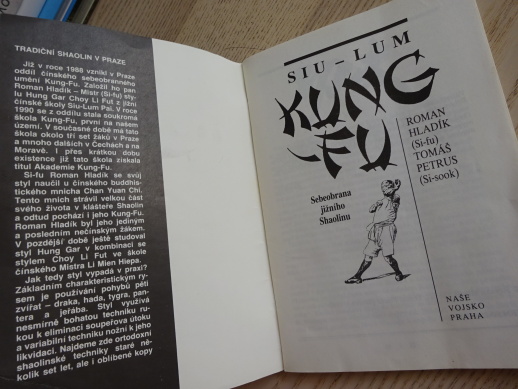 TRADIČNÍ SHAOLIN V PRAZE
Již v roce 1988 vznikl v Praze
oddíl čínského sebeobranného
umění Kung-Fu. Založil ho pan
Roman Hladík – Mistr (Si-fu) sty-
lu Hung Gar Choy Li Fut z jižní
čínské školy Siu-Lum Pai. V roce
1990 se z oddílu stala soukromá
škola Kung-Fu, první na našem
území. V současné době má tato
škola okolo tří set žáků v Praze
a mnoho dalších v Čechách a na
Moravě. I přes krátkou dobu
existence již tato škola získala
titul Akademie Kung-Fu.
Si-fu Roman Hladík se svůj
styl naučil u čínského buddhis-
tického mnicha Chan Yuan Chi.
Tento mnich strávil velkou část
svého života v klášteře Shaolin
a odtud pochází i jeho Kung-Fu.
Roman Hladík byl jeho jediným
a posledním nečínským žákem.
V pozdější době ještě studoval
styl Hung Gar v kombinaci se
stylem Choy Li Fut ve škole
čínského Mistra Li Mien Hiepa.
Jak tedy styl vypadá v praxi?
Základním charakteristickým ry-
sem je používání pohybů pěti
zvířat – draka, hada, tygra, pan-
tera a jeřába. Styl využívá
nesmírně bohatou techniku ru-
kou k eliminaci soupeřova útoku
a variabilní techniku nožní k jeho
likvidaci. Najdeme zde ortodoxní
shaolinské techniky staré ně-
kolik set let, ale i oblíbené kopy
SIU – LUM
KUNG
-FU
ROMAN
HLADÍK
(Si-fu)
TOMÁŠ
PETRUS
(Si-sook)
Sebeobrana
jižního
Shaolinu
NAŠE
VOJSKO
PRAHA